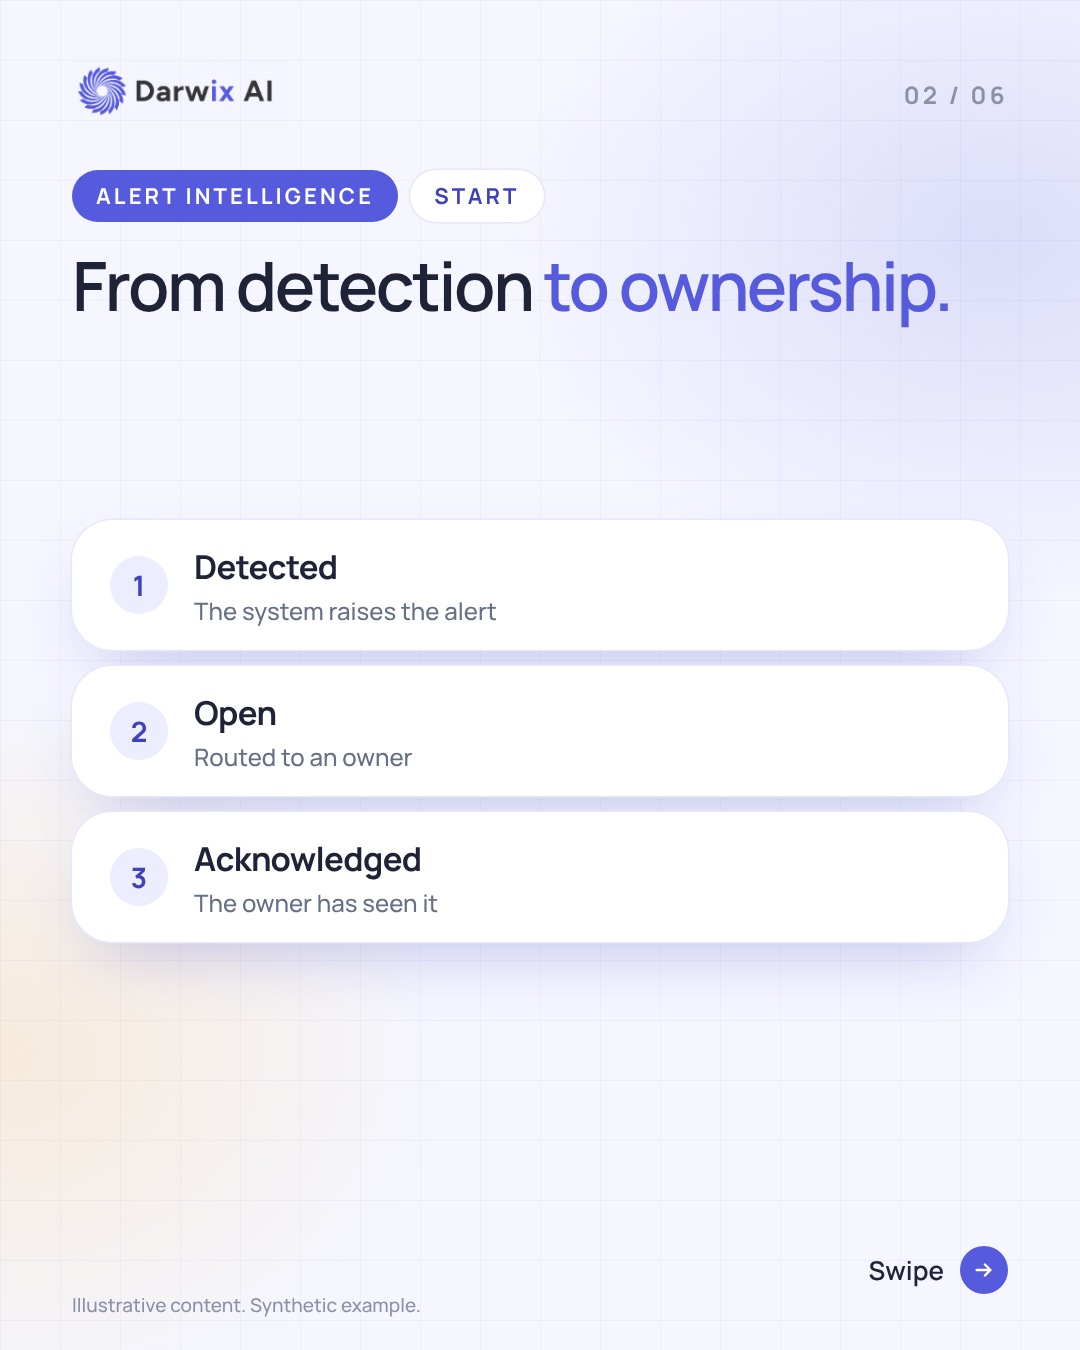 Darwix AI
02 / 06
ALERT INTELLIGENCE
START
From detection to ownership.
1
Detected
The system raises the alert
2
Open
Routed to an owner
3
Acknowledged
The owner has seen it
Swipe
Illustrative content. Synthetic example.